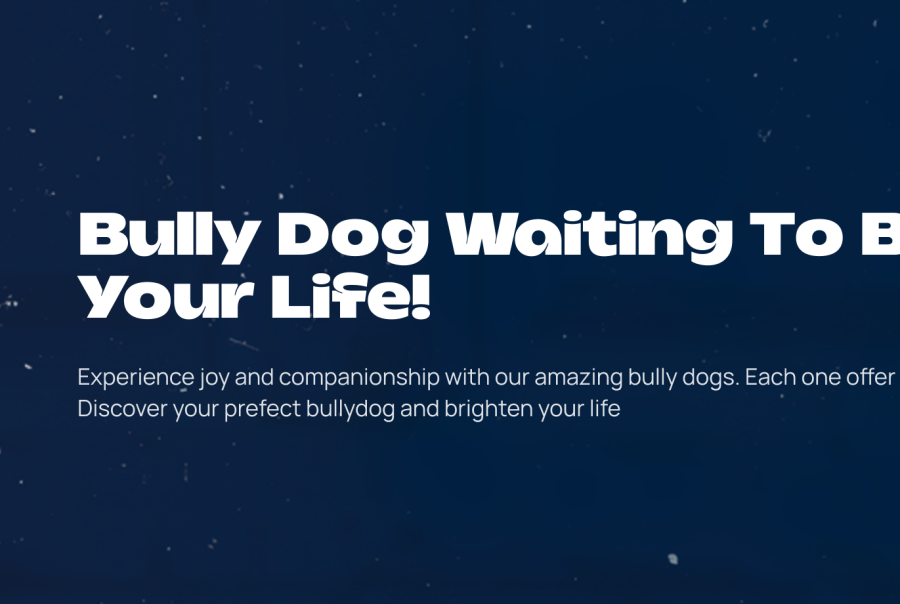 Bully Dog Waiting To B
Your Life!
Experience joy and companionship with our amazing bully dogs. Each one offer
Discover your prefect bullydog and brighten your life